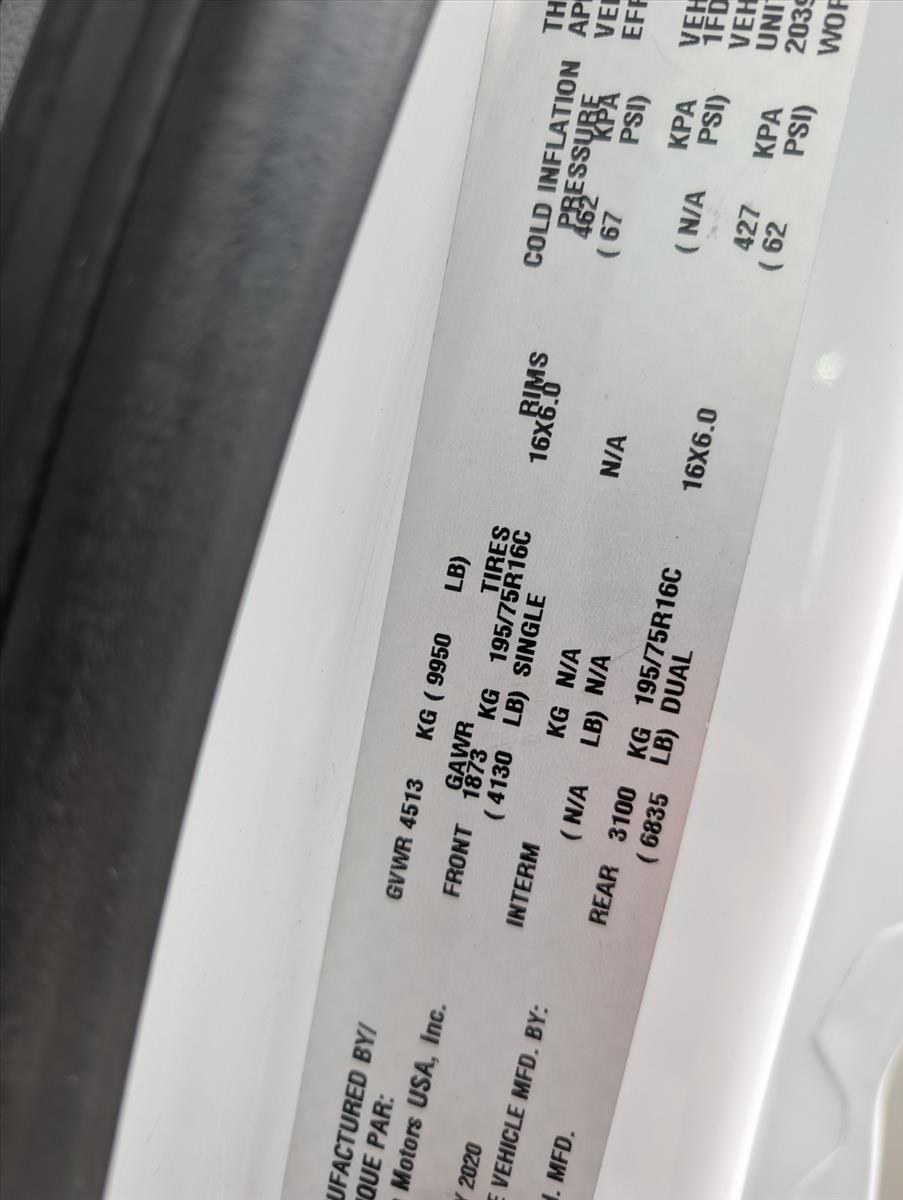 UFACTURED BY/
QUE PAR:
Motors USA, Inc.
2020
VEHICLE MFD. BY:
MFD.
GVWR 4513 KG ( 9950 LB)
GAWR TIRES RIMS COLD INFLATION PRESSURE
FRONT 1873 KG 195/75R16C 16X6.0 462 KPA
( 4130 LB) SINGLE ( 67 PSI)
INTERM KG N/A N/A KPA
( N/A LB) N/A ( N/A PSI)
REAR 3100 KG 195/75R16C 16X6.0 427 KPA
( 6835 LB) DUAL ( 62 PSI)
TH
AP
VEH
EFF
VEH
1FD
VEH
UNI
2039
WOR